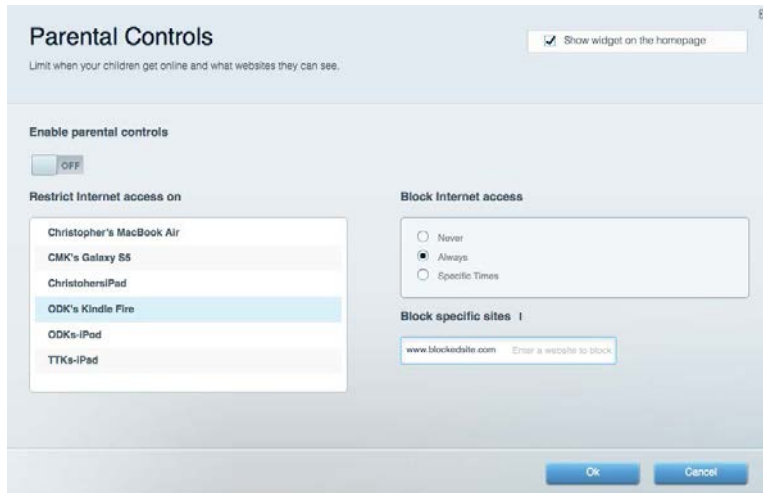 Parental Controls
Show widget on the homepage
Limit when your children get online and what websites they can see.
Enable parental controls
OFF
Restrict Internet access on
Christopher's MacBook Air
CMK's Galaxy S5
ChristohersiPad
ODK's Kindle Fire
ODKs-iPod
TTKs-iPad
Block Internet access
Never
Always
Specific Times
Block specific sites I
www.blockedsite.com Enter a website to block
Ok
Cancel